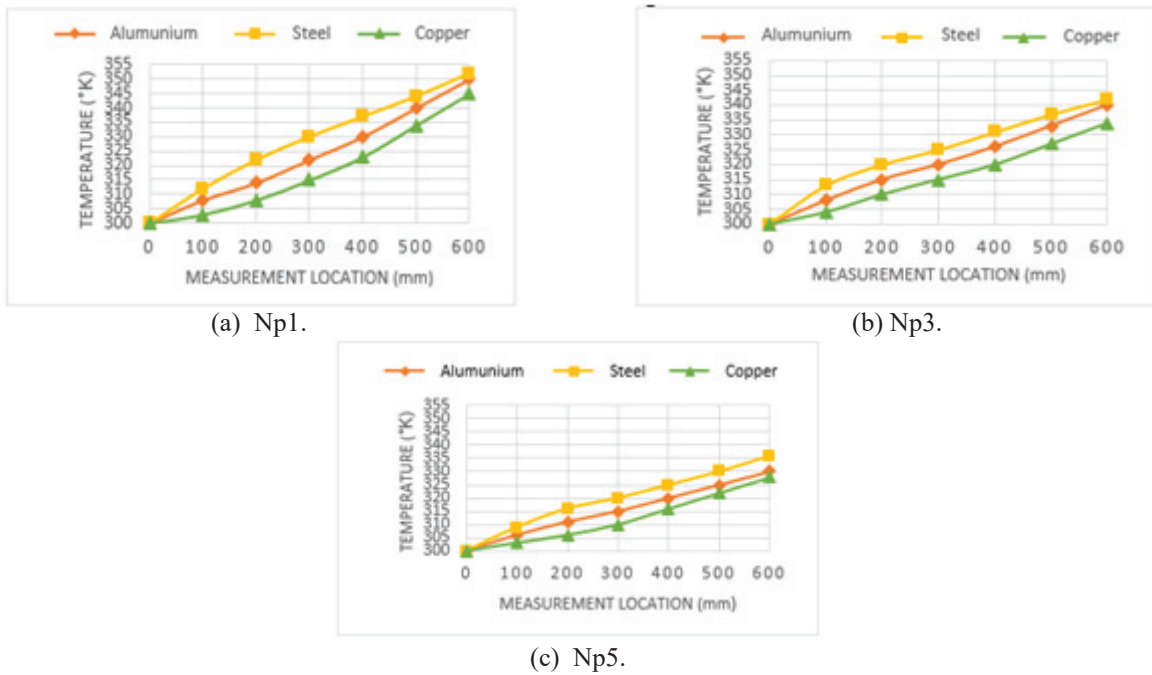 Alumunium Steel Copper
TEMPERATURE (°K)
355
350
345
340
335
330
325
320
315
310
305
300
0 100 200 300 400 500 600
MEASUREMENT LOCATION (mm)
(a) Np1.
Alumunium Steel Copper
TEMPERATURE (°K)
355
350
345
340
335
330
325
320
315
310
305
300
0 100 200 300 400 500 600
MEASUREMENT LOCATION (mm)
(b) Np3.
Alumunium Steel Copper
TEMPERATURE (°K)
355
350
345
340
335
330
325
320
315
310
305
300
0 100 200 300 400 500 600
MEASUREMENT LOCATION (mm)
(c) Np5.